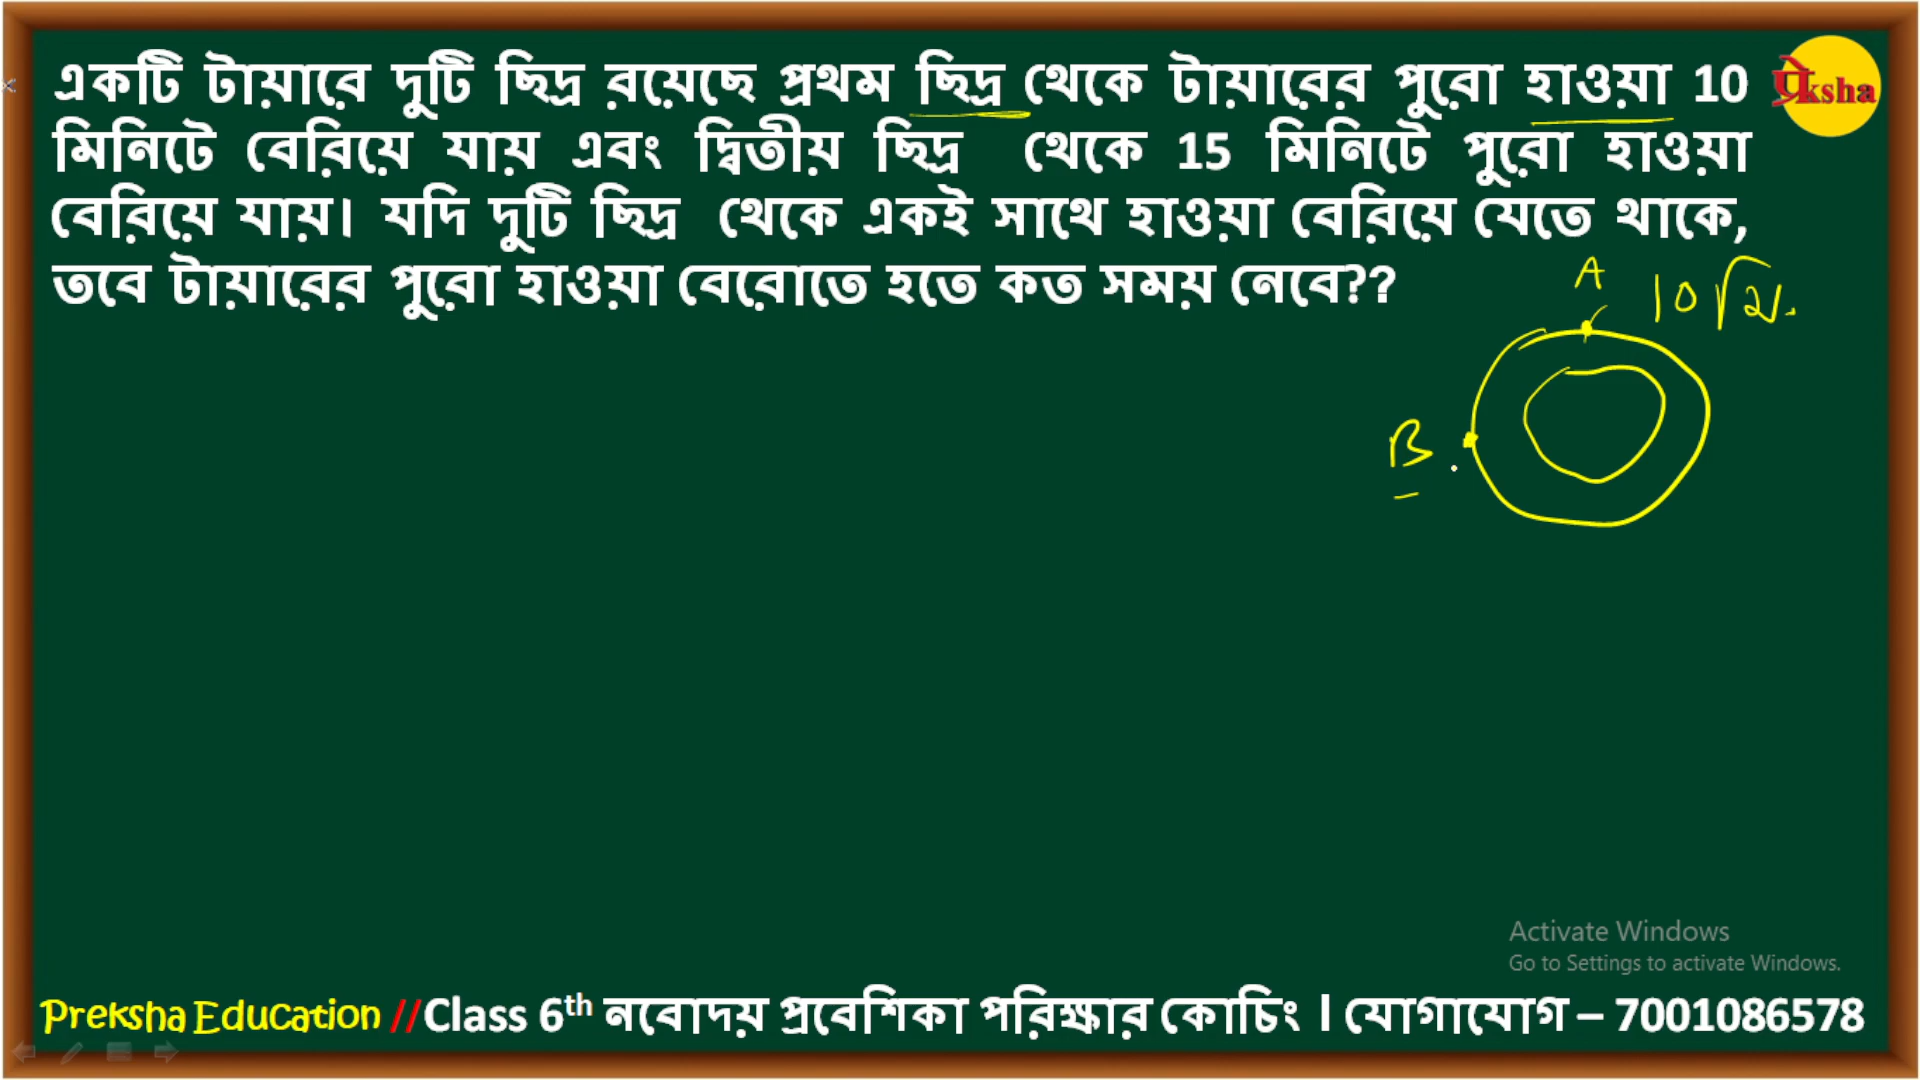 একটি টায়ারে দুটি ছিদ্র রয়েছে প্রথম ছিদ্র থেকে টায়ারের পুরো হাওয়া 10
মিনিটে বেরিয়ে যায় এবং দ্বিতীয় ছিদ্র থেকে 15 মিনিটে পুরো হাওয়া
বেরিয়ে যায়। যদি দুটি ছিদ্র থেকে একই সাথে হাওয়া বেরিয়ে যেতে থাকে,
তবে টায়ারের পুরো হাওয়া বেরোতে হতে কত সময় নেবে??
प्रेksha
A 10 মি.
B
Activate Windows
Go to Settings to activate Windows.
Preksha Education //Class 6th নবোদয় প্রবেশিকা পরিক্ষার কোচিং । যোগাযোগ – 7001086578